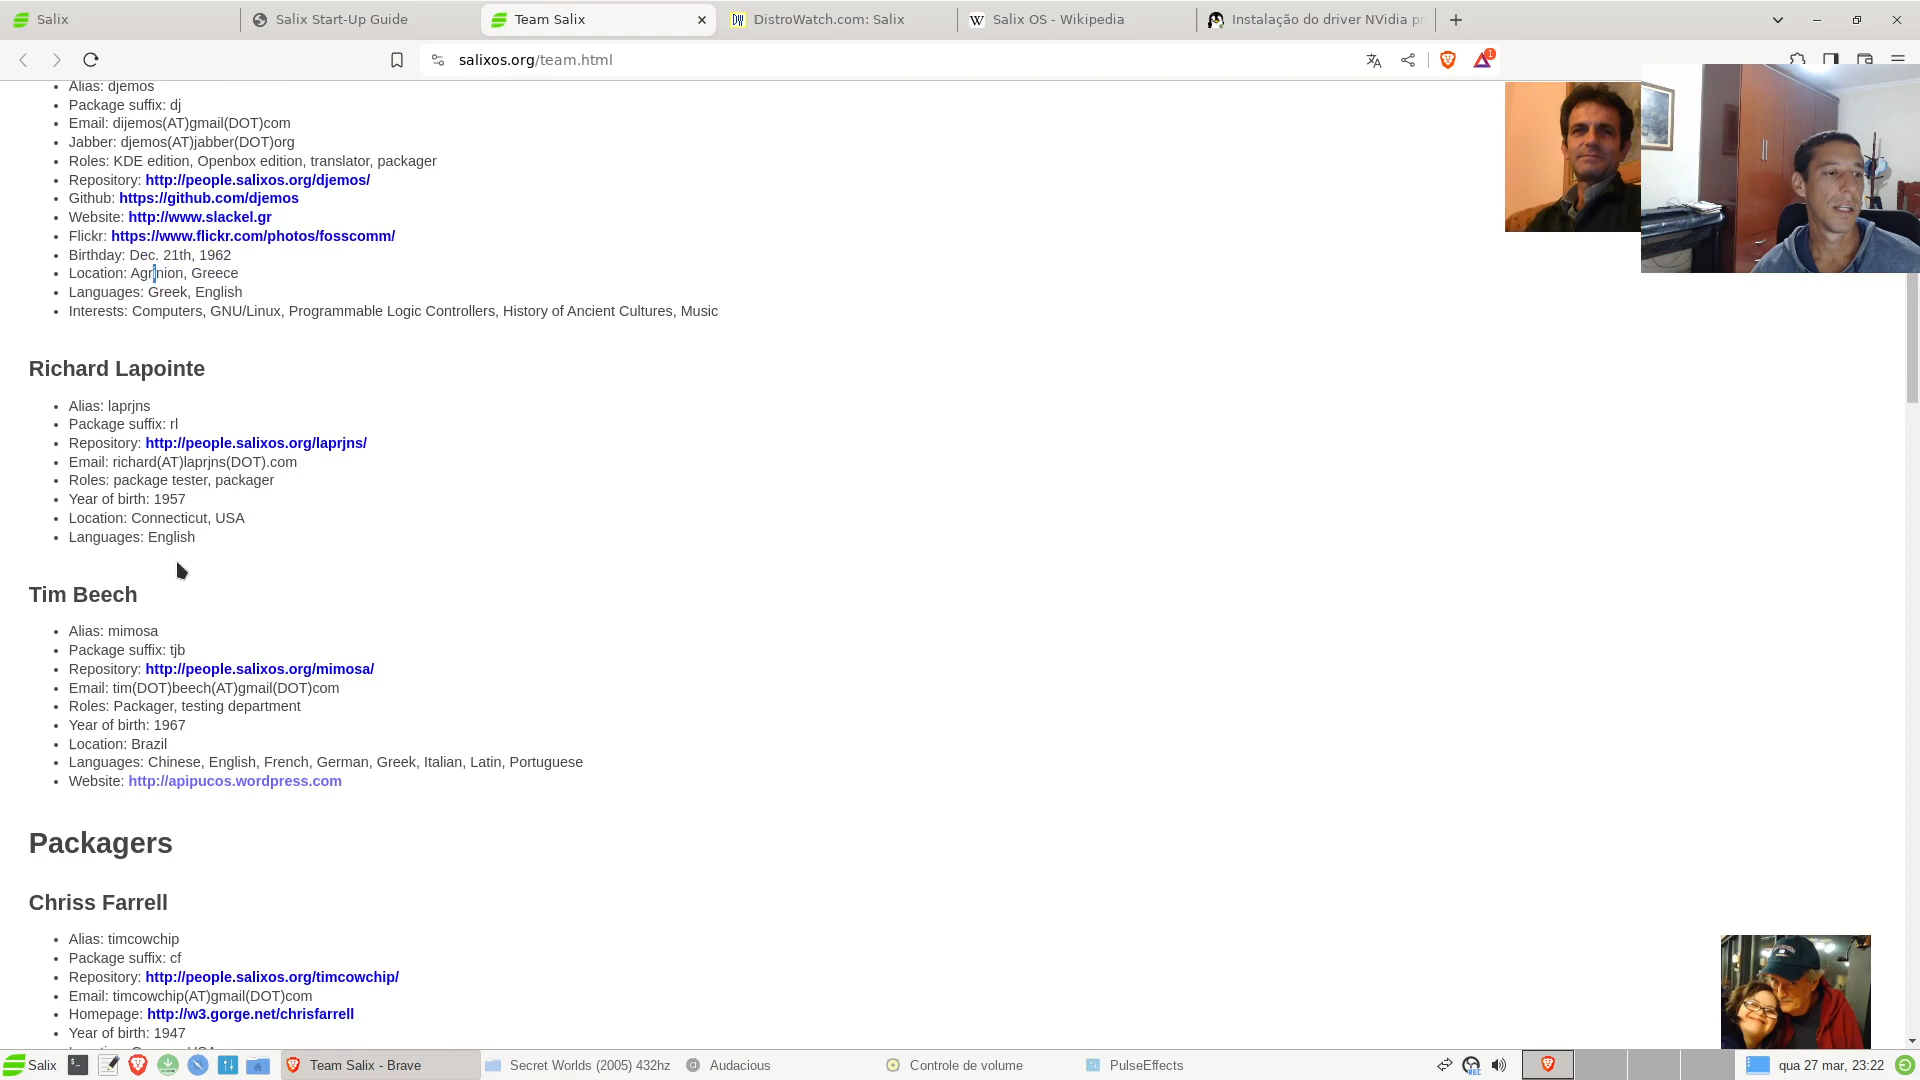 Salix
Salix Start-Up Guide
Team Salix
DistroWatch.com: Salix
Salix OS - Wikipedia
Instalação do driver NVidia pr
salixos.org/team.html
1
Alias: djemos
Package suffix: dj
Email: dijemos(AT)gmail(DOT)com
Jabber: djemos(AT)jabber(DOT)org
Roles: KDE edition, Openbox edition, translator, packager
Repository: http://people.salixos.org/djemos/
Github: https://github.com/djemos
Website: http://www.slackel.gr
Flickr: https://www.flickr.com/photos/fosscomm/
Birthday: Dec. 21th, 1962
Location: Agrinion, Greece
Languages: Greek, English
Interests: Computers, GNU/Linux, Programmable Logic Controllers, History of Ancient Cultures, Music
Richard Lapointe
Alias: laprjns
Package suffix: rl
Repository: http://people.salixos.org/laprjns/
Email: richard(AT)laprjns(DOT).com
Roles: package tester, packager
Year of birth: 1957
Location: Connecticut, USA
Languages: English
Tim Beech
Alias: mimosa
Package suffix: tjb
Repository: http://people.salixos.org/mimosa/
Email: tim(DOT)beech(AT)gmail(DOT)com
Roles: Packager, testing department
Year of birth: 1967
Location: Brazil
Languages: Chinese, English, French, German, Greek, Italian, Latin, Portuguese
Website: http://apipucos.wordpress.com
Packagers
Chriss Farrell
Alias: timcowchip
Package suffix: cf
Repository: http://people.salixos.org/timcowchip/
Email: timcowchip(AT)gmail(DOT)com
Homepage: http://w3.gorge.net/chrisfarrell
Year of birth: 1947
Salix
Team Salix - Brave
Secret Worlds (2005) 432hz
Audacious
Controle de volume
PulseEffects
REC
qua 27 mar, 23:22